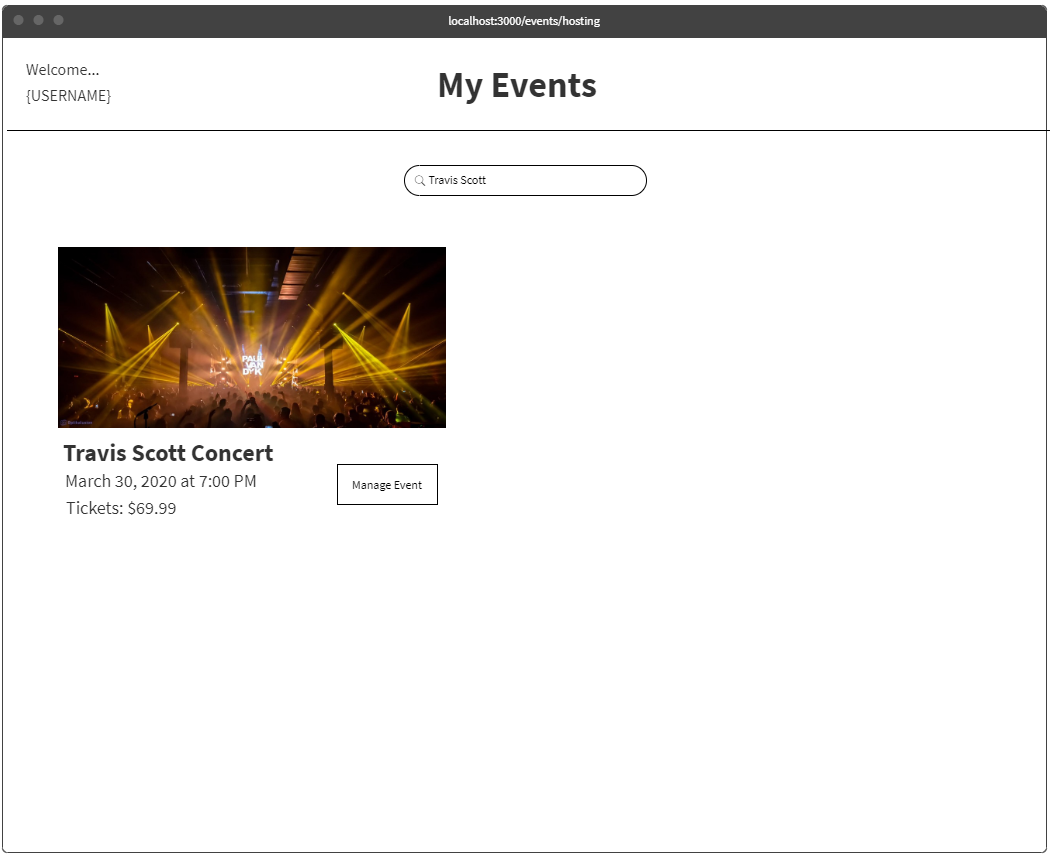 localhost:3000/events/hosting
Welcome...
{USERNAME}
My Events
Travis Scott
PAUL
VAN
DYK
Travis Scott Concert
March 30, 2020 at 7:00 PM
Tickets: $69.99
Manage Event